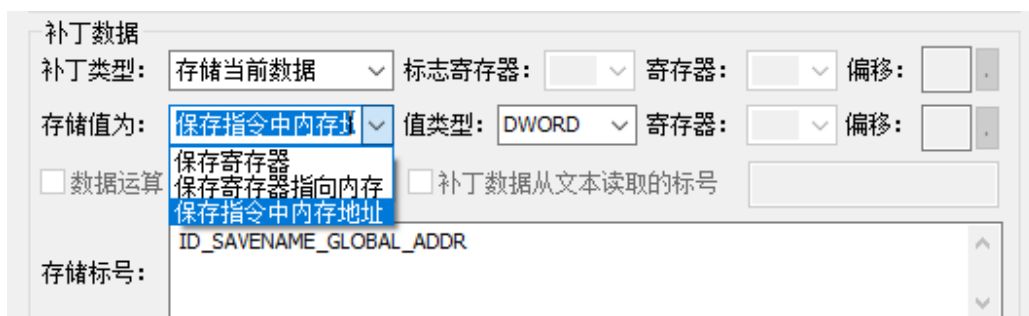 补丁数据
补丁类型： 存储当前数据 标志寄存器： 寄存器： 偏移： .
存储值为： 保存指令中内存地 值类型： DWORD 寄存器： 偏移： .
保存寄存器
数据运算 保存寄存器指向内存 补丁数据从文本读取的标号
保存指令中内存地址
ID_SAVENAME_GLOBAL_ADDR
存储标号：